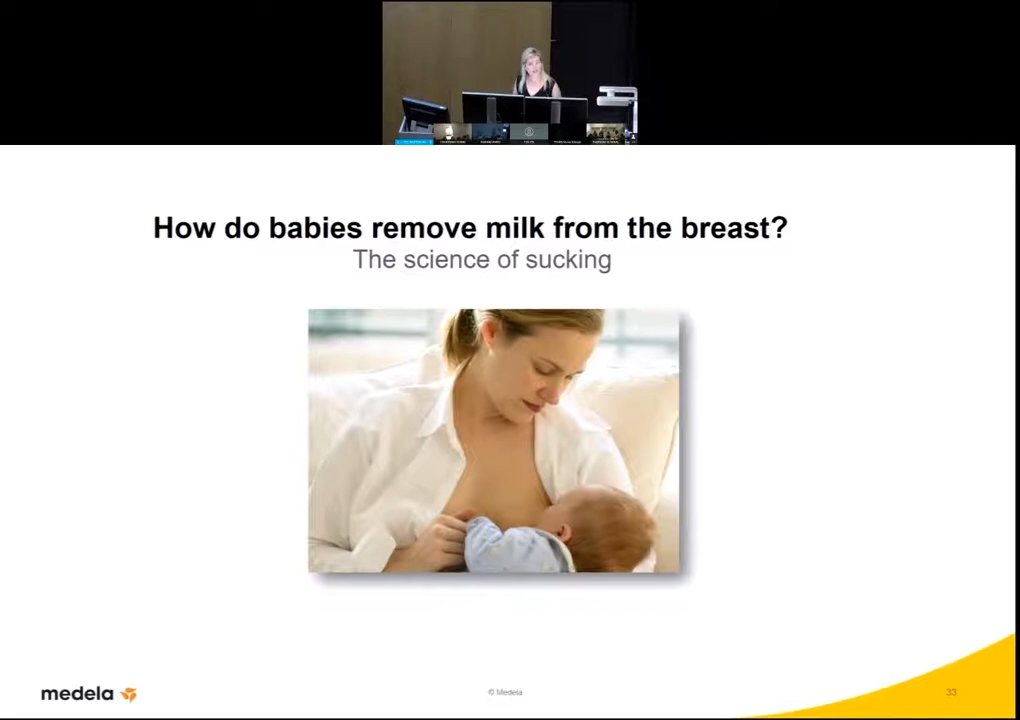 How do babies remove milk from the breast?
The science of sucking
medela
© Medela
33